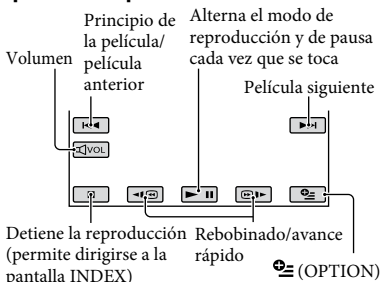 Principio de
la película/
película
anterior
Alterna el modo de
reproducción y de pausa
cada vez que se toca
Volumen
Película siguiente
VOL
Detiene la reproducción
(permite dirigirse a la
pantalla INDEX)
Rebobinado/avance
rápido
(OPTION)